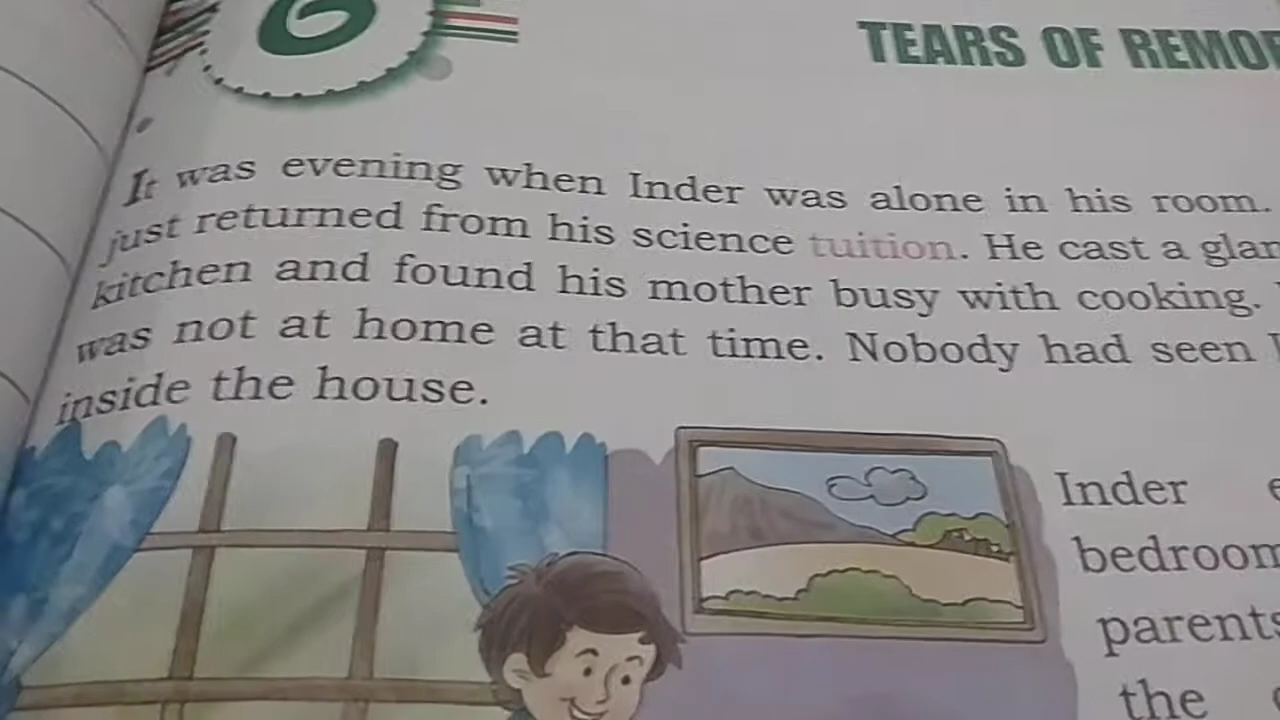 6
TEARS OF
It was evening when Inder was alone in his room.
just returned from his science tuition. He cast a
kitchen and found his mother busy with cooking.
was not at home at that time. Nobody had seen
inside the house.
Inder
bedroom
parents
the